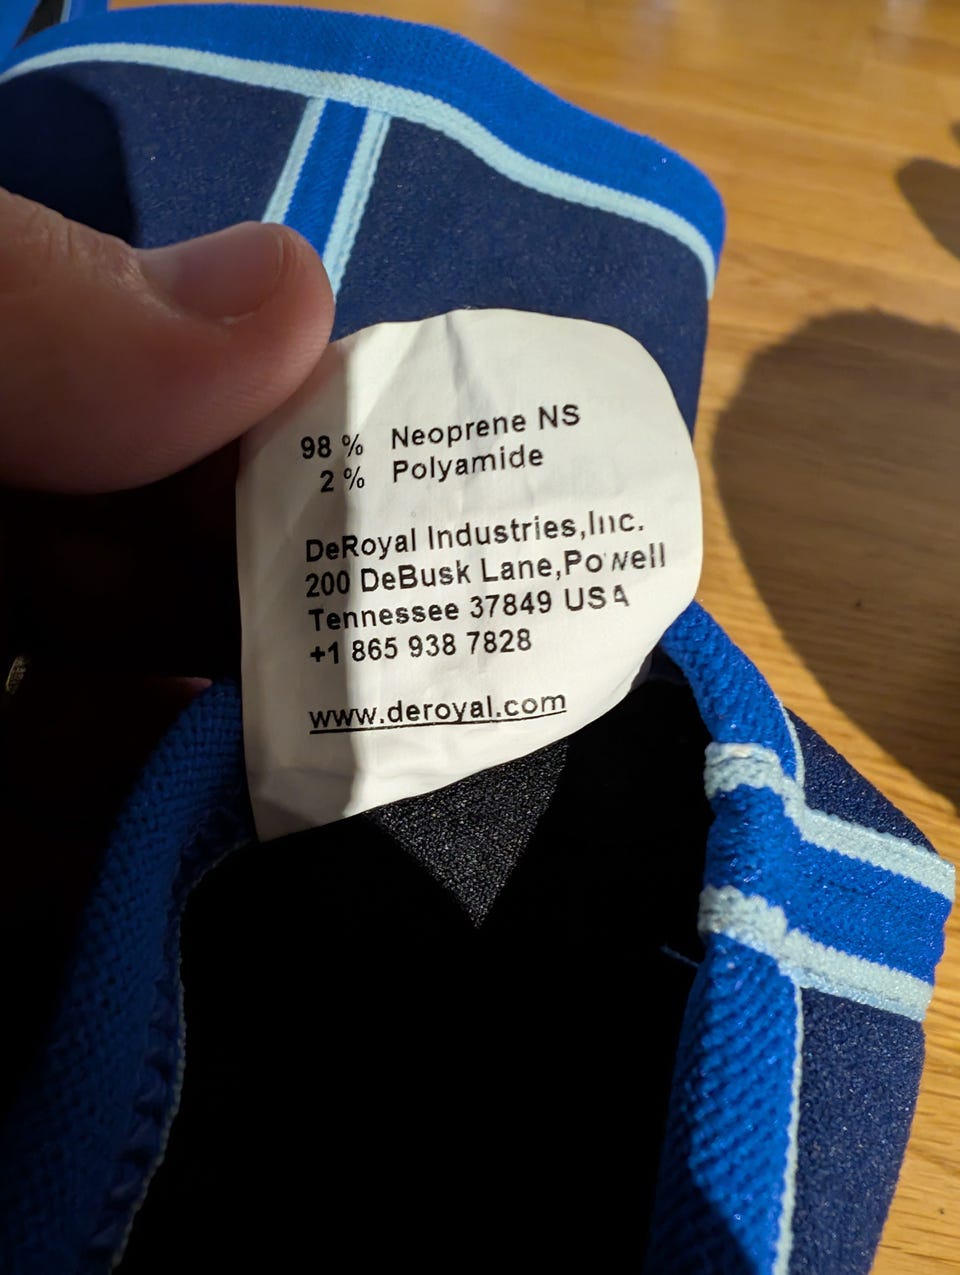 98 % Neoprene NS
2 % Polyamide
DeRoyal Industries,Inc.
200 DeBusk Lane,Powell
Tennessee 37849 USA
+1 865 938 7828
www.deroyal.com